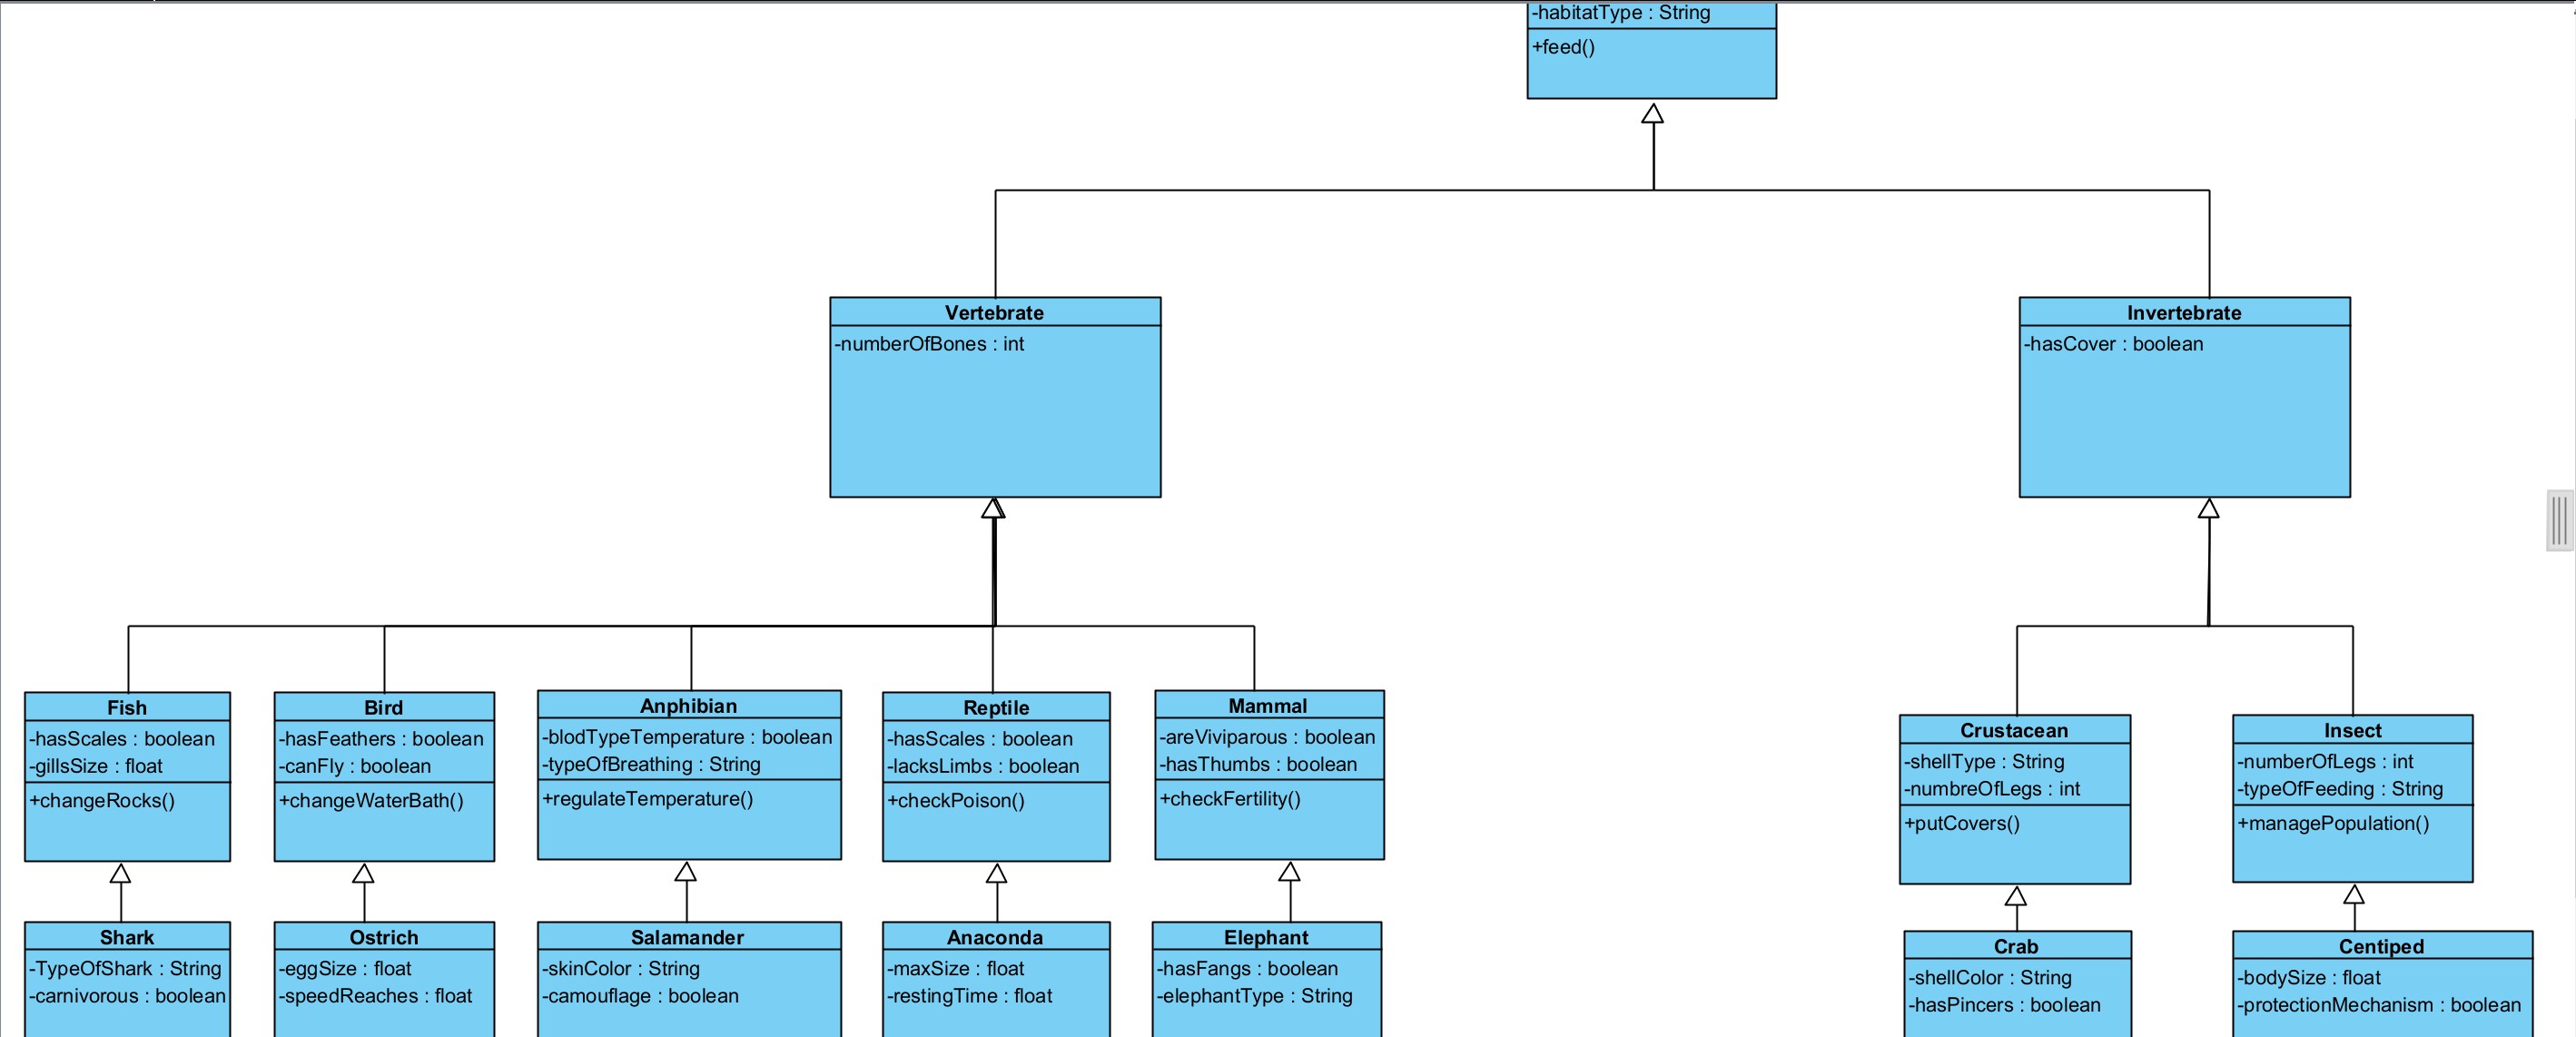 -habitatType : String
+feed()
Vertebrate
-numberOfBones : int
Invertebrate
-hasCover : boolean
Fish
-hasScales : boolean
-gillsSize : float
+changeRocks()
Bird
-hasFeathers : boolean
-canFly : boolean
+changeWaterBath()
Anphibian
-blodTypeTemperature : boolean
-typeOfBreathing : String
+regulateTemperature()
Reptile
-hasScales : boolean
-lacksLimbs : boolean
+checkPoison()
Mammal
-areViviparous : boolean
-hasThumbs : boolean
+checkFertility()
Crustacean
-shellType : String
-numbreOfLegs : int
+putCovers()
Insect
-numberOfLegs : int
-typeOfFeeding : String
+managePopulation()
Shark
-TypeOfShark : String
-carnivorous : boolean
Ostrich
-eggSize : float
-speedReaches : float
Salamander
-skinColor : String
-camouflage : boolean
Anaconda
-maxSize : float
-restingTime : float
Elephant
-hasFangs : boolean
-elephantType : String
Crab
-shellColor : String
-hasPincers : boolean
Centiped
-bodySize : float
-protectionMechanism : boolean